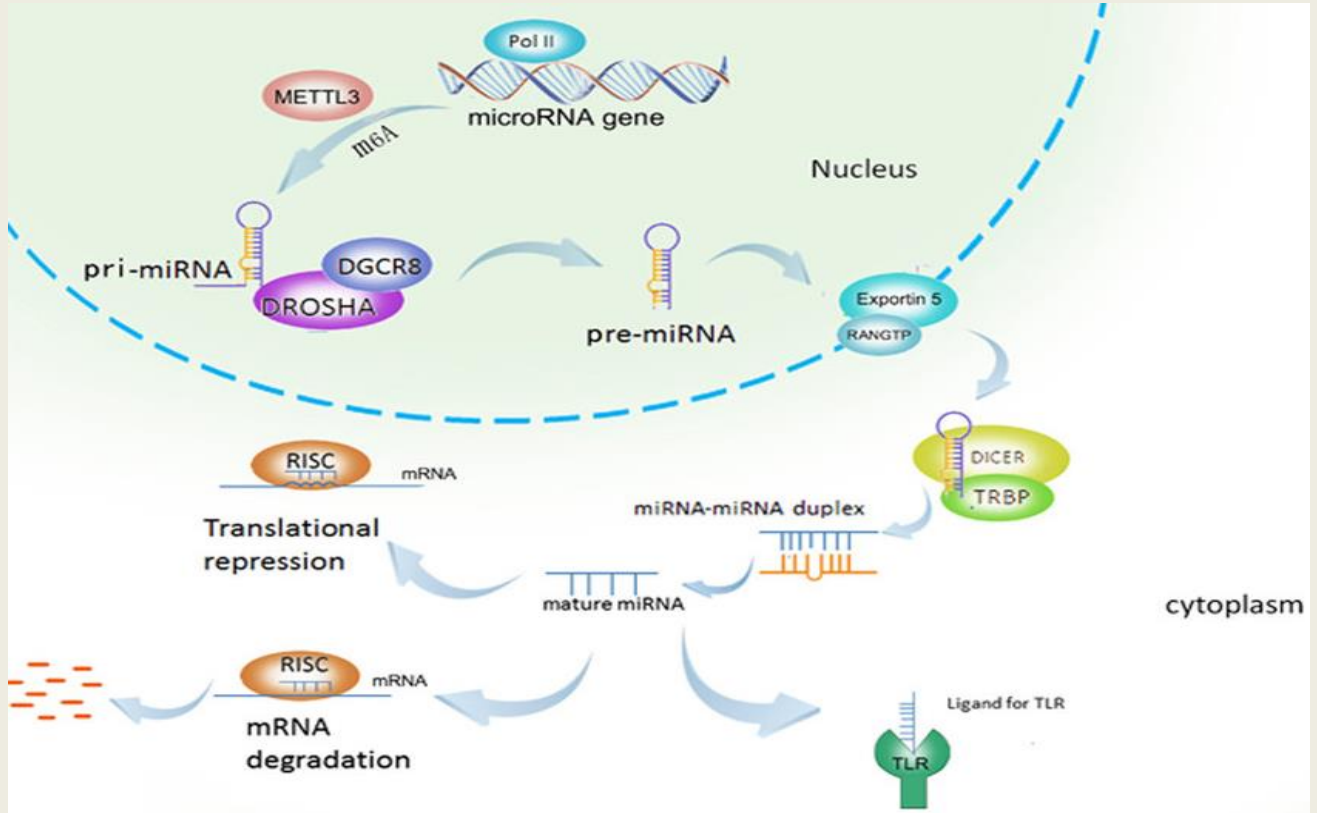 Pol II
METTL3
microRNA gene
m6A
Nucleus
pri-miRNA
DGCR8
DROSHA
pre-miRNA
Exportin 5
RANGTP
RISC
mRNA
DICER
TRBP
Translational
repression
miRNA-miRNA duplex
mature miRNA
cytoplasm
RISC
mRNA
mRNA
degradation
Ligand for TLR
TLR